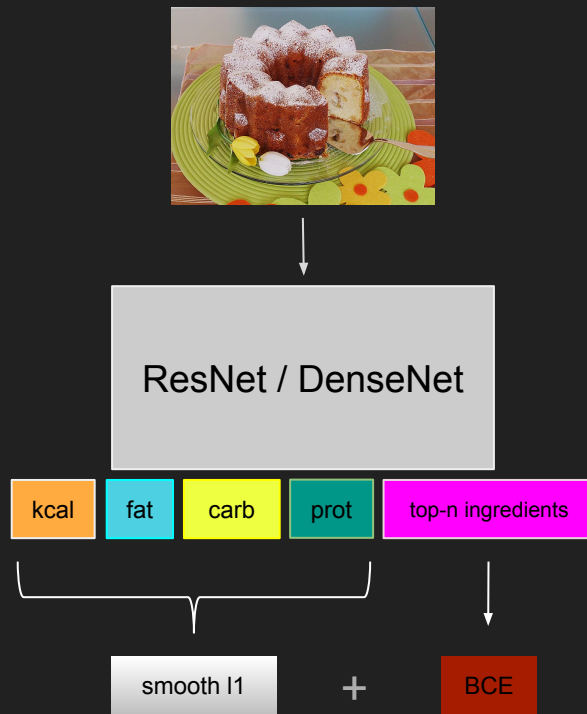 ResNet / DenseNet
kcal fat carb prot top-n ingredients
smooth l1 + BCE